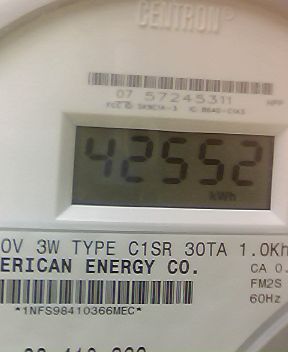 CENTRON®
07 57245311
HPP
42552
kWh
0V 3W TYPE C1SR 30TA 1.0Kh
ERICAN ENERGY CO.
CA 0.
FM2S
60Hz
*1NFS98410366MEC*